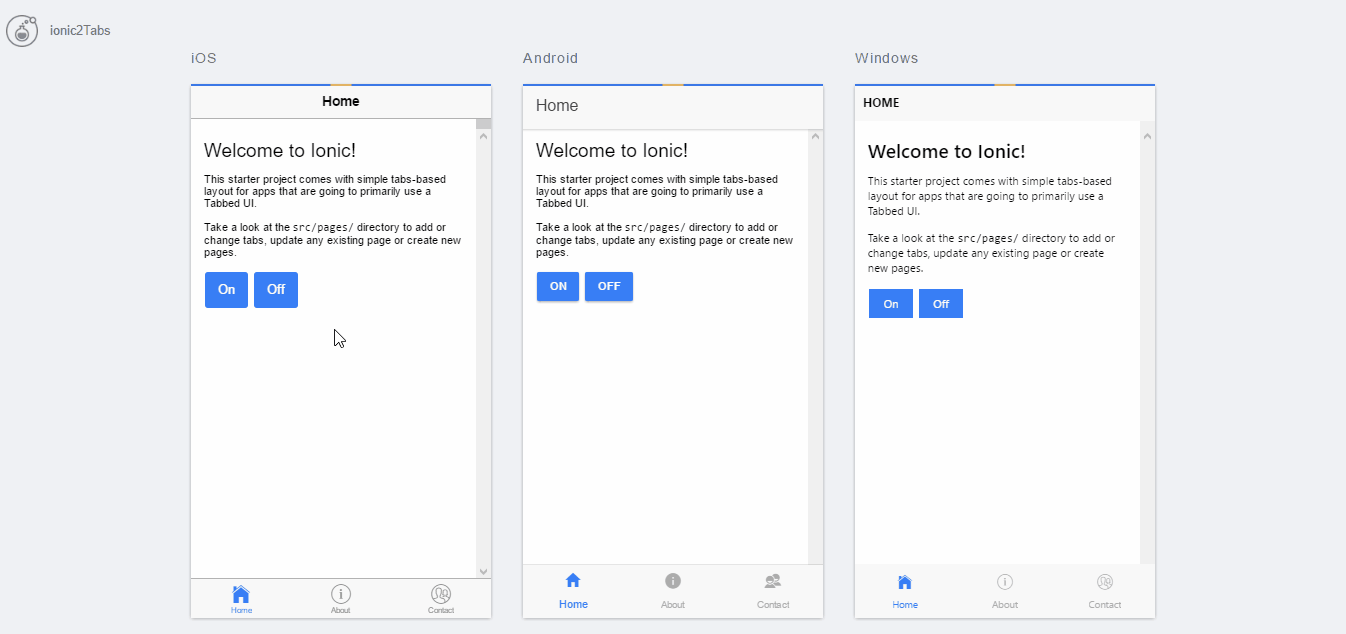 ionic2Tabs
iOS
Home
Welcome to Ionic!
This starter project comes with simple tabs-based
layout for apps that are going to primarily use a
Tabbed UI.
Take a look at the src/pages/ directory to add or
change tabs, update any existing page or create new
pages.
On Off
Home About Contact
Android
Home
Welcome to Ionic!
This starter project comes with simple tabs-based
layout for apps that are going to primarily use a
Tabbed UI.
Take a look at the src/pages/ directory to add or
change tabs, update any existing page or create new
pages.
ON OFF
Home About Contact
Windows
HOME
Welcome to Ionic!
This starter project comes with simple tabs-based
layout for apps that are going to primarily use a
Tabbed UI.
Take a look at the src/pages/ directory to add or
change tabs, update any existing page or create
new pages.
On Off
Home About Contact